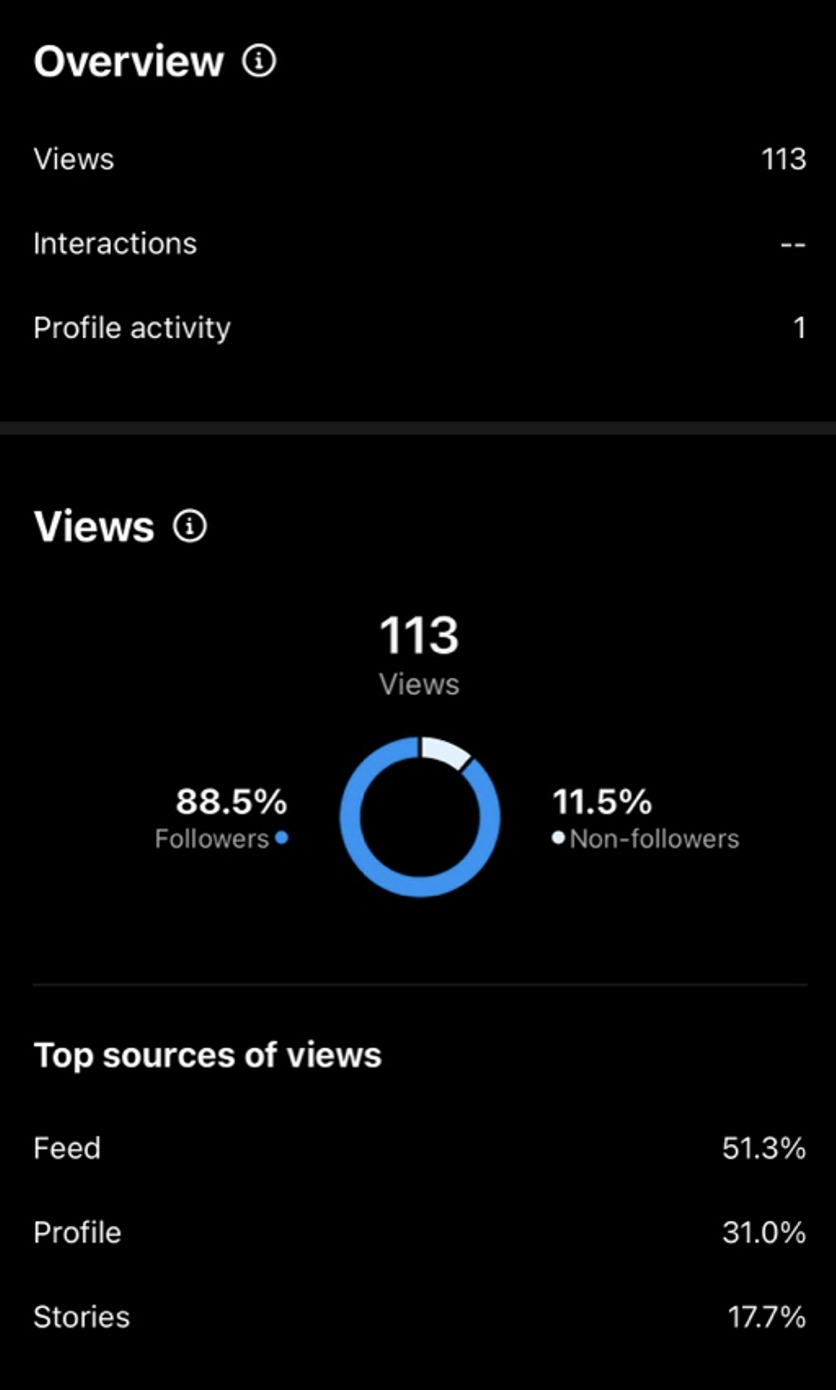 Overview
Views 113
Interactions --
Profile activity 1
Views
113
Views
88.5% 11.5%
Followers Non-followers
Top sources of views
Feed 51.3%
Profile 31.0%
Stories 17.7%